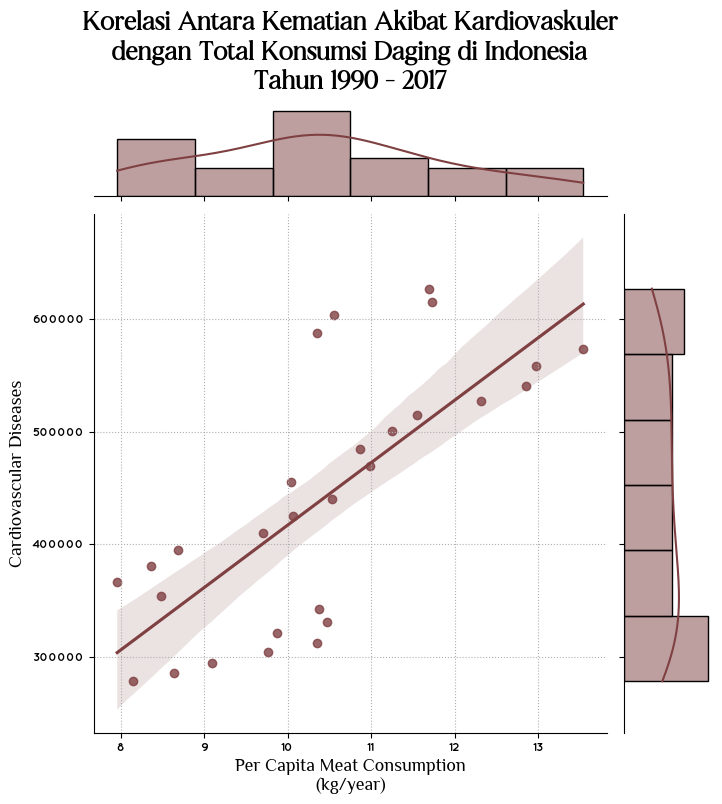 Korelasi Antara Kematian Akibat Kardiovaskuler
dengan Total Konsumsi Daging di Indonesia
Tahun 1990 - 2017
600000
500000
400000
300000
Cardiovascular Diseases
8 9 10 11 12 13
Per Capita Meat Consumption
(kg/year)